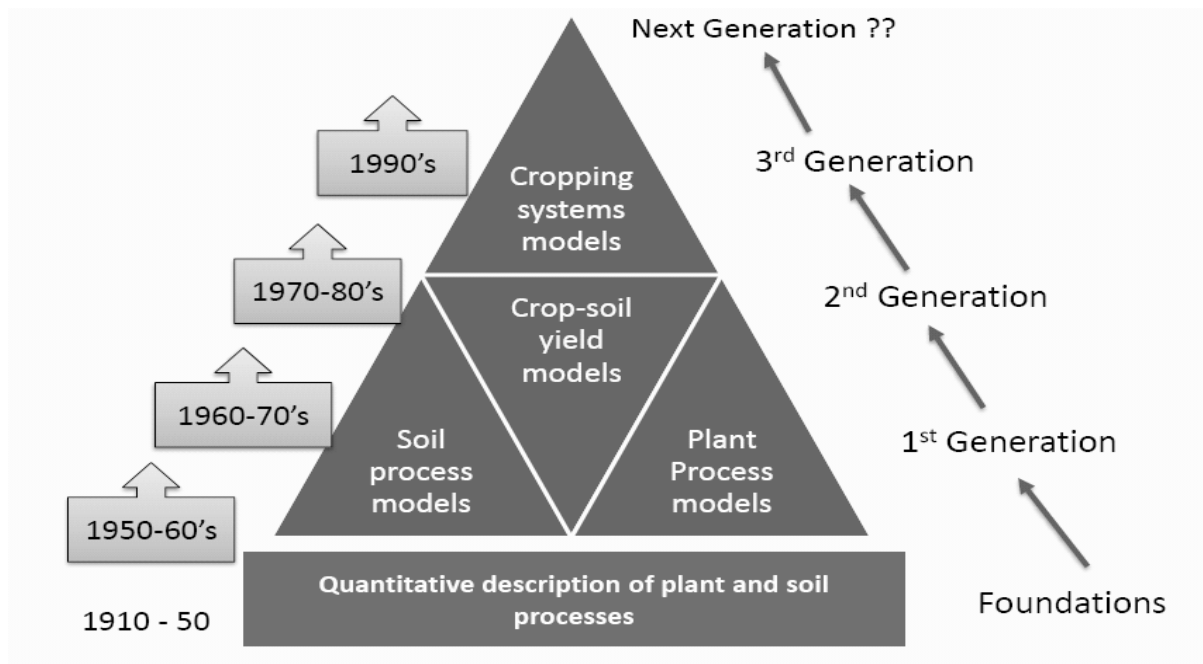 Next Generation ??
1990’s
3rd Generation
Cropping
systems
models
1970-80’s
2nd Generation
Crop-soil
yield
models
1960-70’s
Soil
process
models
Plant
Process
models
1st Generation
1950-60’s
Quantitative description of plant and soil
processes
1910 - 50
Foundations